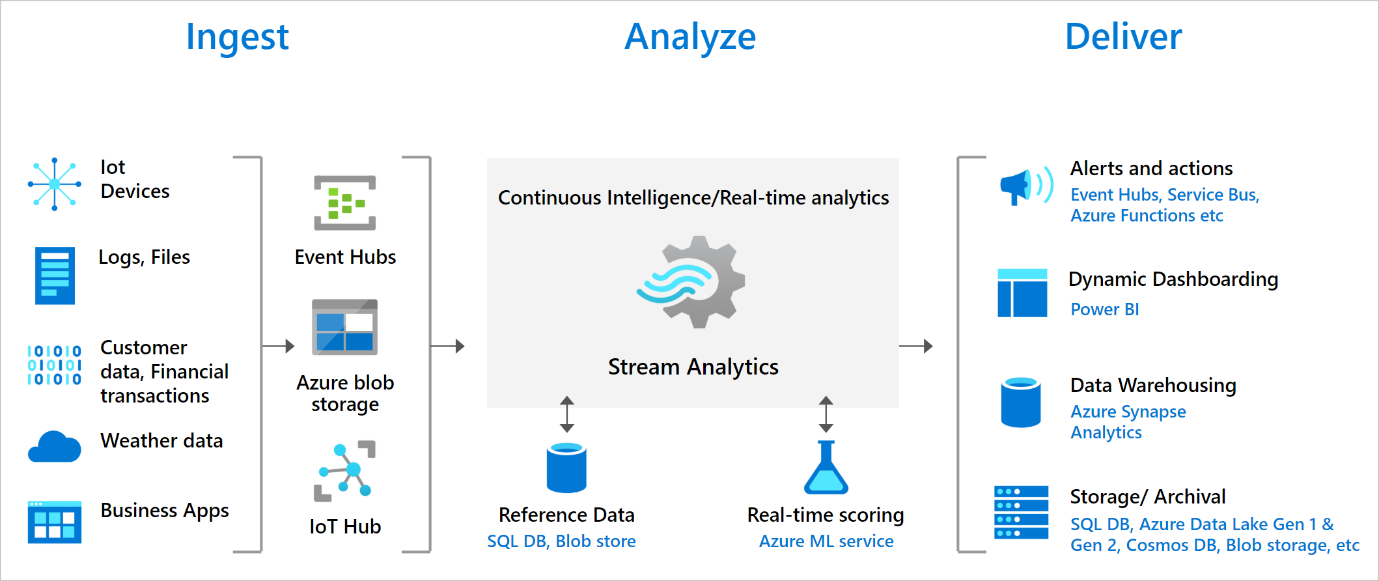 Ingest
Analyze
Deliver
Iot
Devices
Logs, Files
Customer
data, Financial
transactions
Weather data
Business Apps
Event Hubs
Azure blob
storage
IoT Hub
Continuous Intelligence/Real-time analytics
Stream Analytics
Reference Data
SQL DB, Blob store
Real-time scoring
Azure ML service
Alerts and actions
Event Hubs, Service Bus,
Azure Functions etc
Dynamic Dashboarding
Power BI
Data Warehousing
Azure Synapse
Analytics
Storage/ Archival
SQL DB, Azure Data Lake Gen 1 &
Gen 2, Cosmos DB, Blob storage, etc